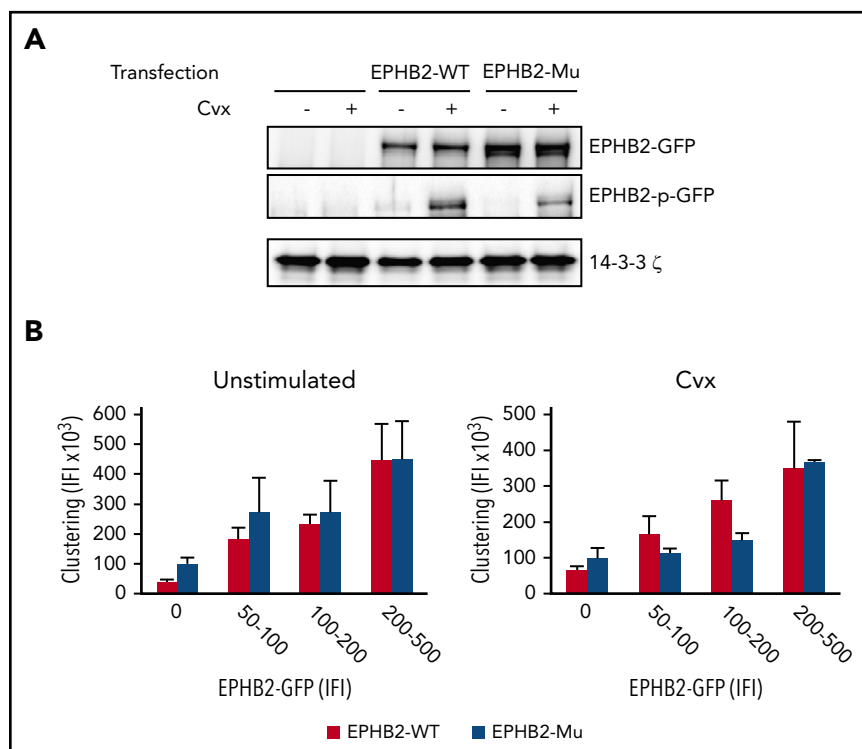 A
Transfection EPHB2-WT EPHB2-Mu
Cvx - + - + - +
EPHB2-GFP
EPHB2-p-GFP
14-3-3 ζ
B
Unstimulated
Clustering (IFI x10³)
600
500
400
300
200
100
0
0 50-100 100-200 200-500
EPHB2-GFP (IFI)
Cvx
Clustering (IFI x10³)
500
400
300
200
100
0
0 50-100 100-200 200-500
EPHB2-GFP (IFI)
EPHB2-WT EPHB2-Mu